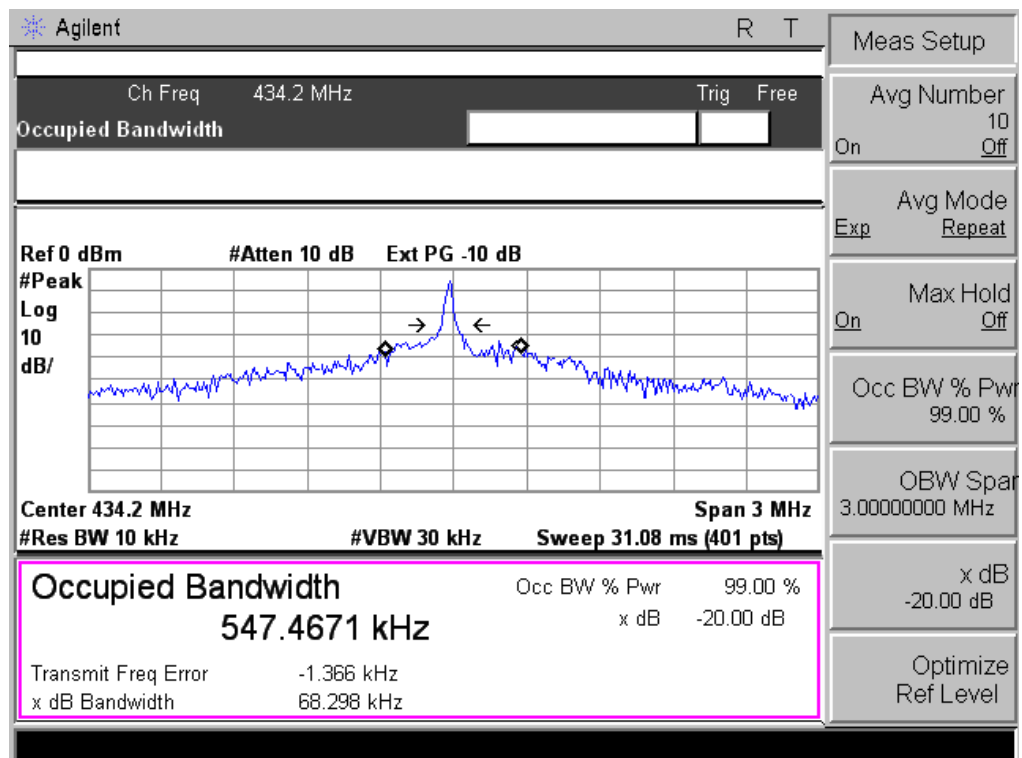 Agilent R T
Ch Freq 434.2 MHz Trig Free
Occupied Bandwidth
Ref 0 dBm #Atten 10 dB Ext PG -10 dB
#Peak
Log
10
dB/
Center 434.2 MHz Span 3 MHz
#Res BW 10 kHz #VBW 30 kHz Sweep 31.08 ms (401 pts)
Occupied Bandwidth Occ BW % Pwr 99.00 %
547.4671 kHz x dB -20.00 dB
Transmit Freq Error -1.366 kHz
x dB Bandwidth 68.298 kHz
Meas Setup
Avg Number
10
On Off
Avg Mode
Exp Repeat
Max Hold
On Off
Occ BW % Pwr
99.00 %
OBW Spar
3.00000000 MHz
x dB
-20.00 dB
Optimize
Ref Level